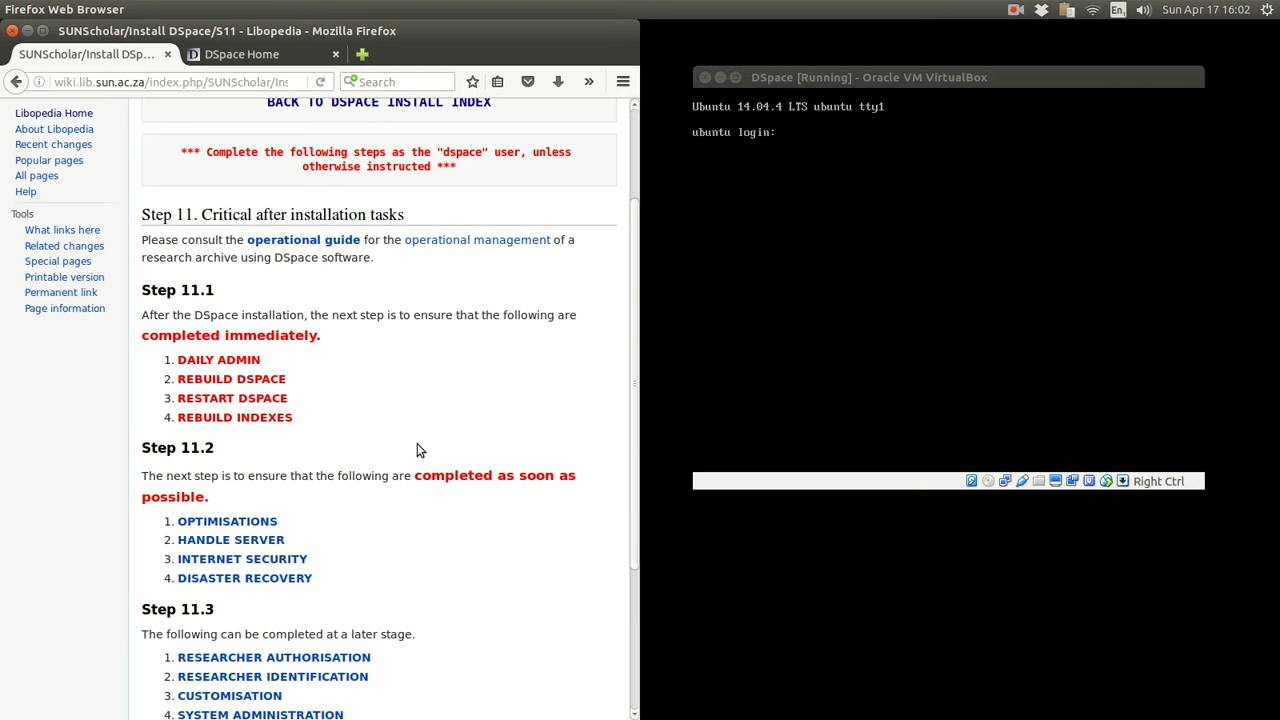 Firefox Web Browser
En1
Sun Apr 17 16:02
SUNScholar/Install DSpace/S11 - Libopedia - Mozilla Firefox
SUNScholar/Install DSp...
DSpace Home
wiki.lib.sun.ac.za/index.php/SUNScholar/Ins
Search
Libopedia Home
About Libopedia
Recent changes
Popular pages
All pages
Help
Tools
What links here
Related changes
Special pages
Printable version
Permanent link
Page information
BACK TO DSPACE INSTALL INDEX
*** Complete the following steps as the "dspace" user, unless
otherwise instructed ***
Step 11. Critical after installation tasks
Please consult the operational guide for the operational management of a
research archive using DSpace software.
Step 11.1
After the DSpace installation, the next step is to ensure that the following are
completed immediately.
1. DAILY ADMIN
2. REBUILD DSPACE
3. RESTART DSPACE
4. REBUILD INDEXES
Step 11.2
The next step is to ensure that the following are completed as soon as
possible.
1. OPTIMISATIONS
2. HANDLE SERVER
3. INTERNET SECURITY
4. DISASTER RECOVERY
Step 11.3
The following can be completed at a later stage.
1. RESEARCHER AUTHORISATION
2. RESEARCHER IDENTIFICATION
3. CUSTOMISATION
4. SYSTEM ADMINISTRATION
DSpace [Running] - Oracle VM VirtualBox
Ubuntu 14.04.4 LTS ubuntu tty1
ubuntu login:
Right Ctrl